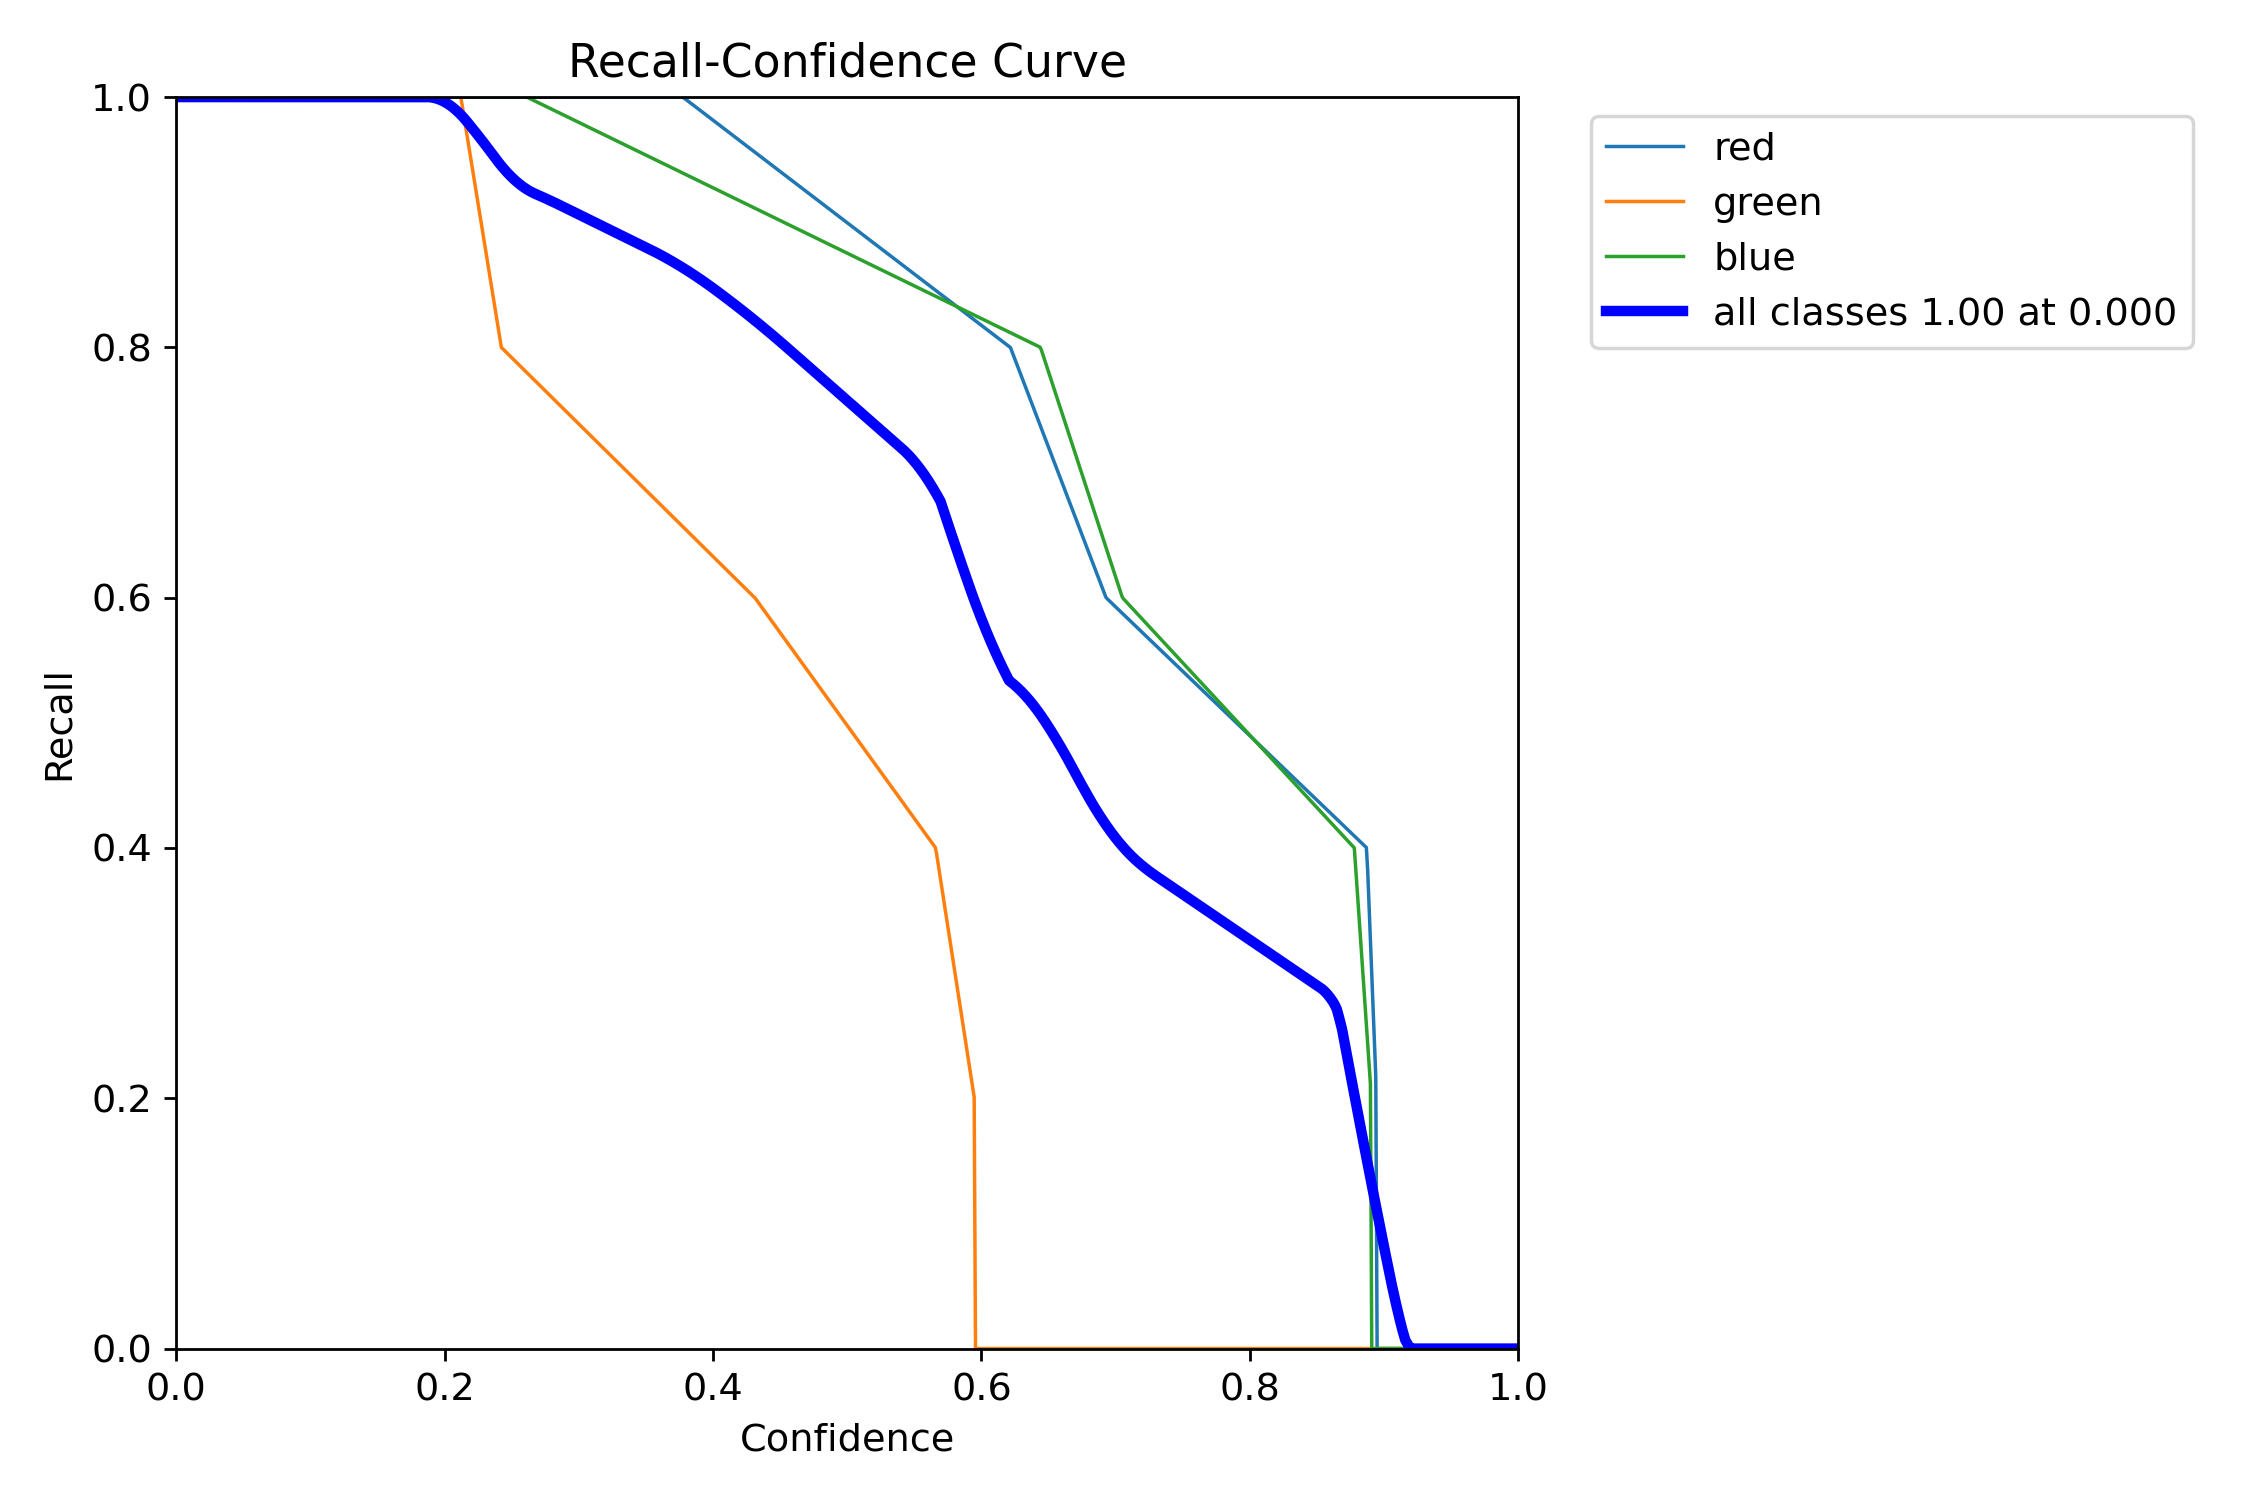 Recall-Confidence Curve
1.0
0.8
0.6
0.4
0.2
0.0
Recall
0.0 0.2 0.4 0.6 0.8 1.0
Confidence
red
green
blue
all classes 1.00 at 0.000